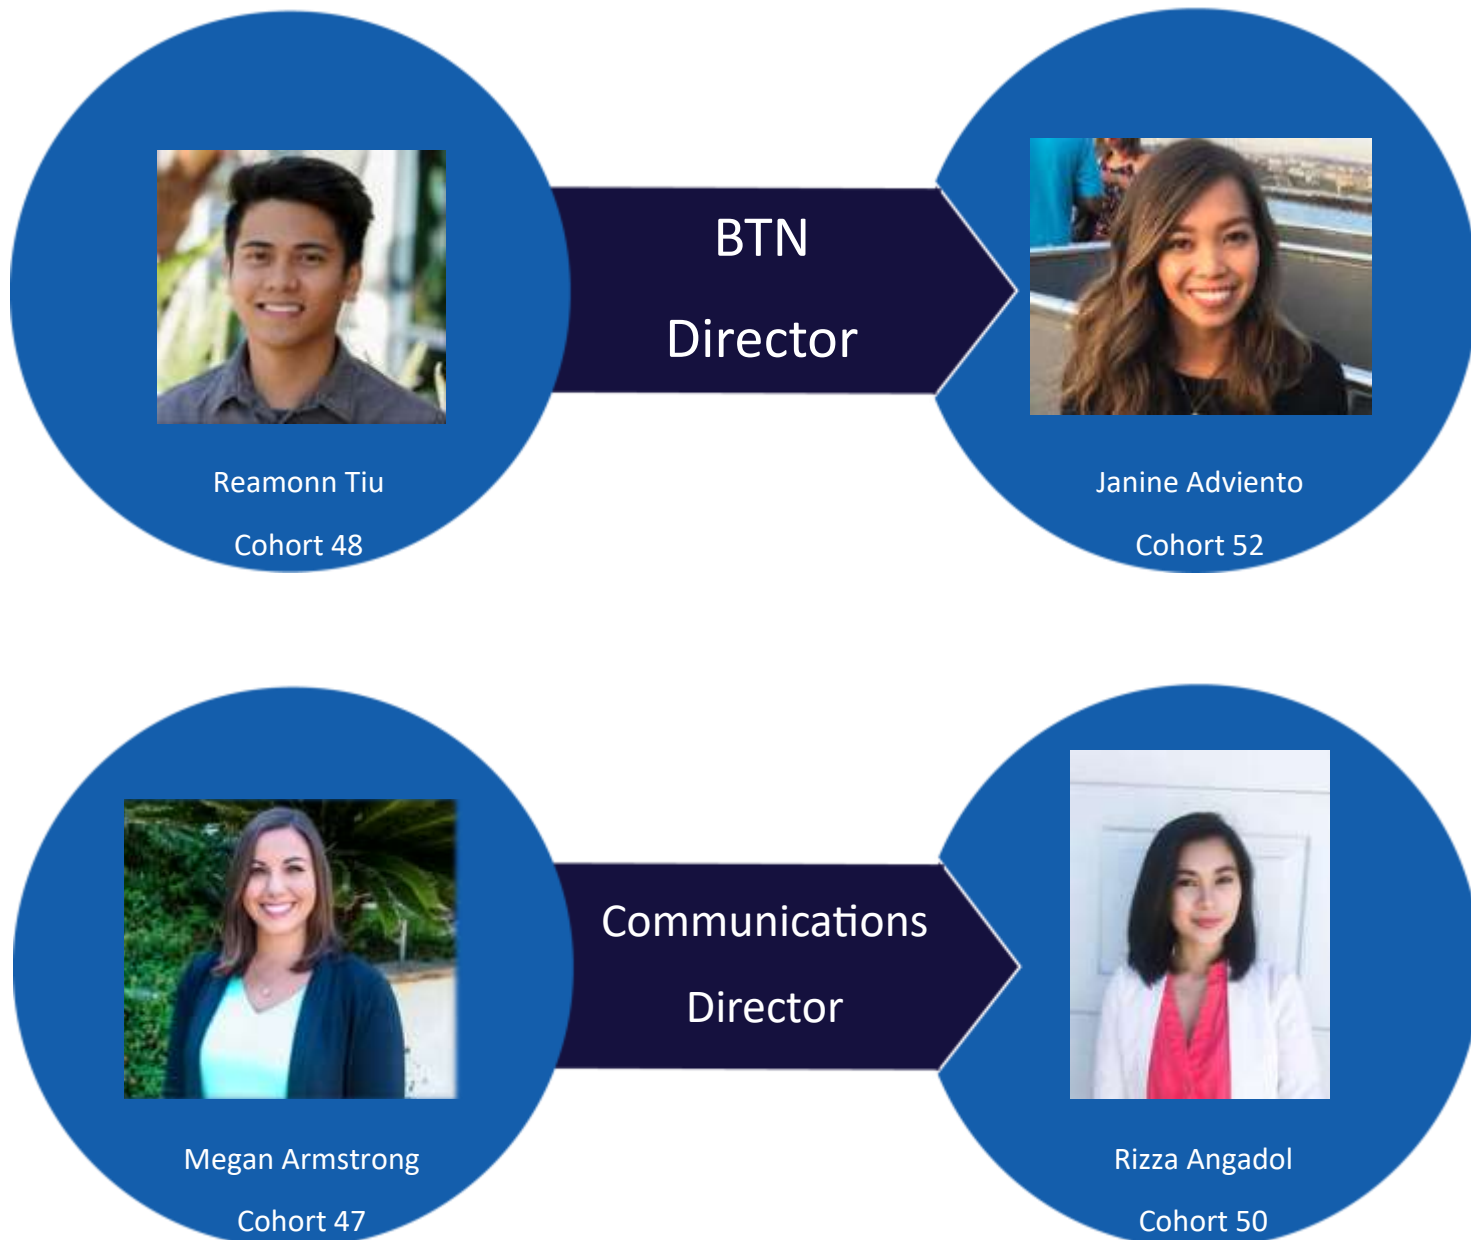 BTN
Director
Reamonn Tiu
Cohort 48
Janine Adviento
Cohort 52
Communications
Director
Megan Armstrong
Cohort 47
Rizza Angadol
Cohort 50